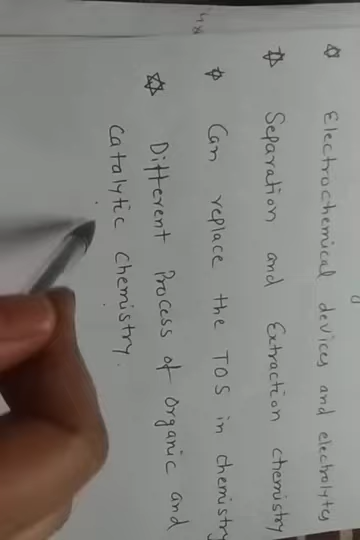 Electrochemical devices and electrolytes
Separation and Extraction chemistry
Can replace the TOS in chemistry
Different Process of organic and
Catalytic Chemistry.